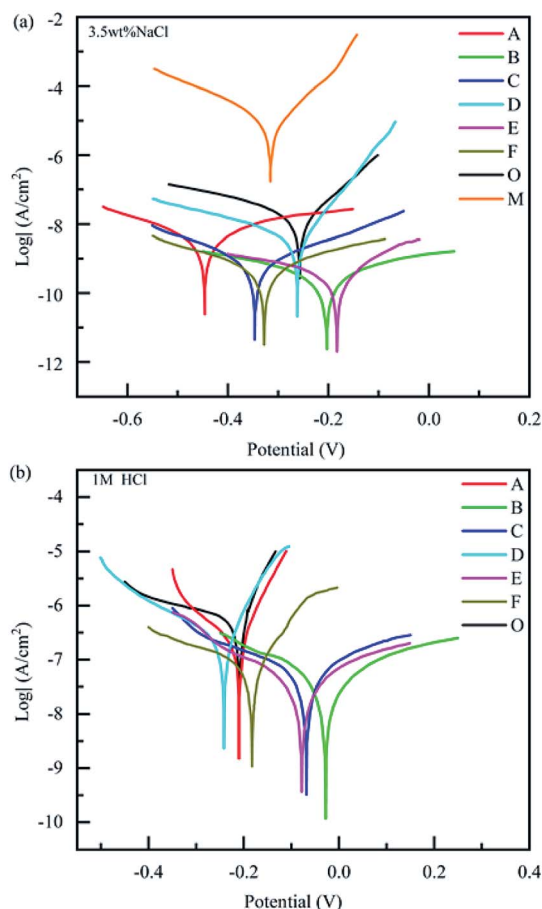 (a)
3.5wt%NaCl
A
B
C
D
E
F
O
M
-2
-4
-6
-8
-10
-12
Log| (A/cm²)
-0.6
-0.4
-0.2
0.0
0.2
Potential (V)
(b)
1M HCl
A
B
C
D
E
F
O
-4
-5
-6
-7
-8
-9
-10
Log| (A/cm²)
-0.4
-0.2
0.0
0.2
0.4
Potential (V)